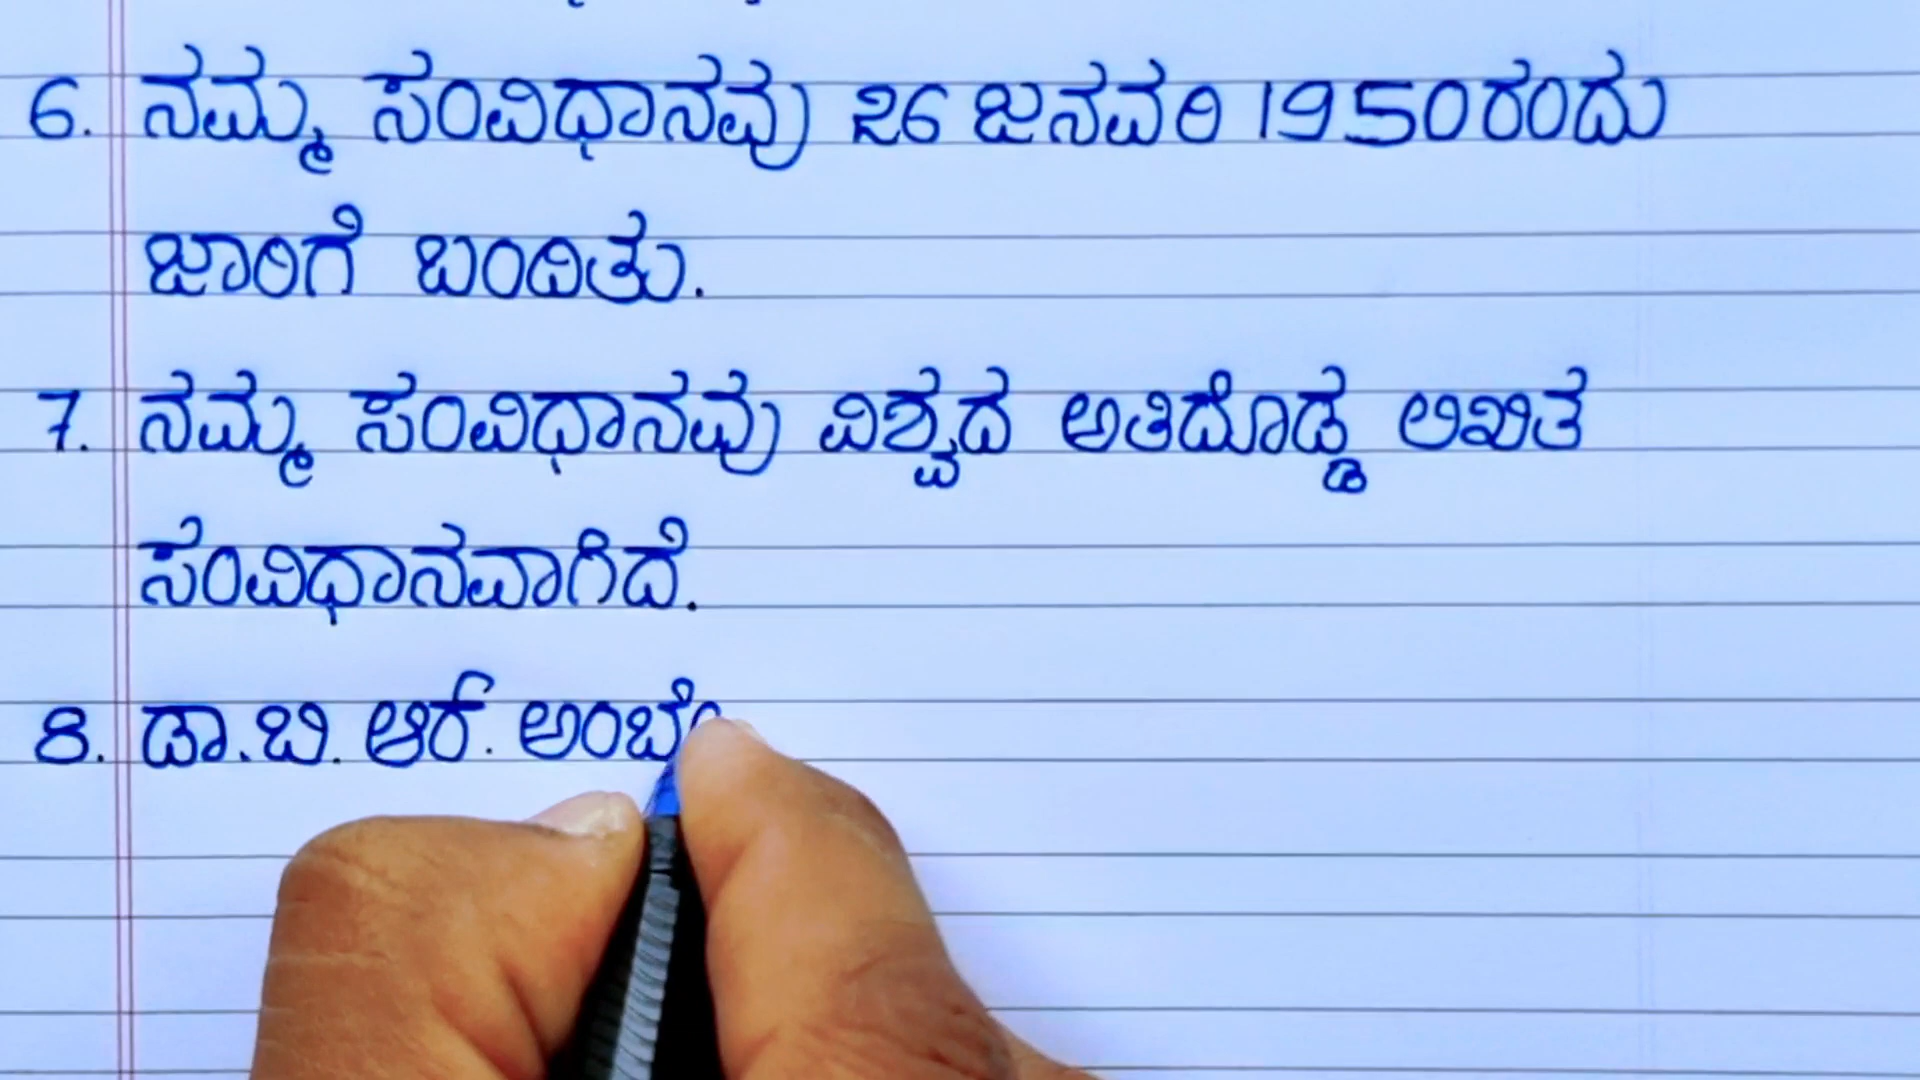 6. ನಮ್ಮ ಸಂವಿಧಾನವು 26 ಜನವರಿ 1950ರಂದು
ಜಾರಿಗೆ ಬಂದಿತು.
7. ನಮ್ಮ ಸಂವಿಧಾನವು ವಿಶ್ವದ ಅತಿದೊಡ್ಡ ಲಿಖಿತ
ಸಂವಿಧಾನವಾಗಿದೆ.
8. ಡಾ. ಬಿ. ಆರ್. ಅಂಬೇ